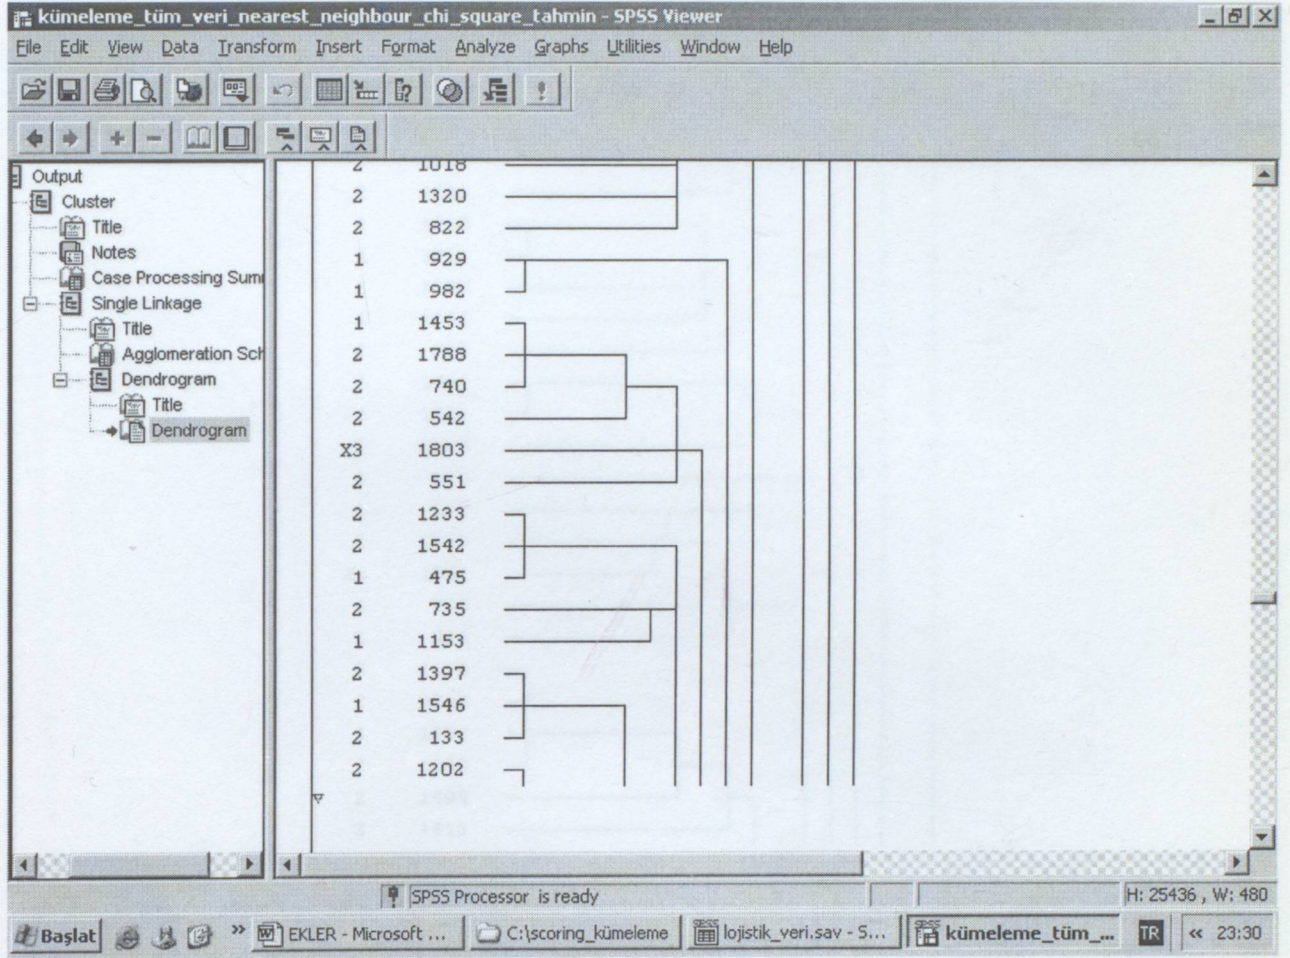 kümeleme_tüm_veri_nearest_neighbour_chi_square_tahmin - SPSS Viewer
File Edit View Data Transform Insert Format Analyze Graphs Utilities Window Help
Output
Cluster
Title
Notes
Case Processing Sum
Single Linkage
Title
Agglomeration Sch
Dendrogram
Title
Dendrogram
2 1018
2 1320
2 822
1 929
1 982
1 1453
2 1788
2 740
2 542
X3 1803
2 551
2 1233
2 1542
1 475
2 735
1 1153
2 1397
1 1546
2 133
2 1202
SPSS Processor is ready
H: 25436 , W: 480
Başlat
EKLER - Microsoft ...
C:\scoring_kümeleme
lojistik_veri.sav - S...
kümeleme_tüm_...
TR
23:30